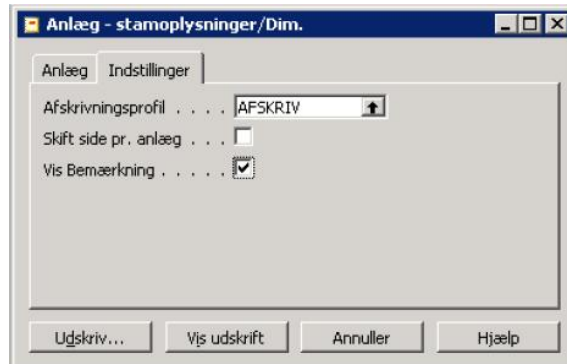 Anlæg - stamoplysninger/Dim.
Anlæg Indstillinger
Afskrivningsprofil . . . . AFSKRIV
Skift side pr. anlæg . . .
Vis Bemærkning . . . . .
Udskriv... Vis udskrift Annuller Hjælp